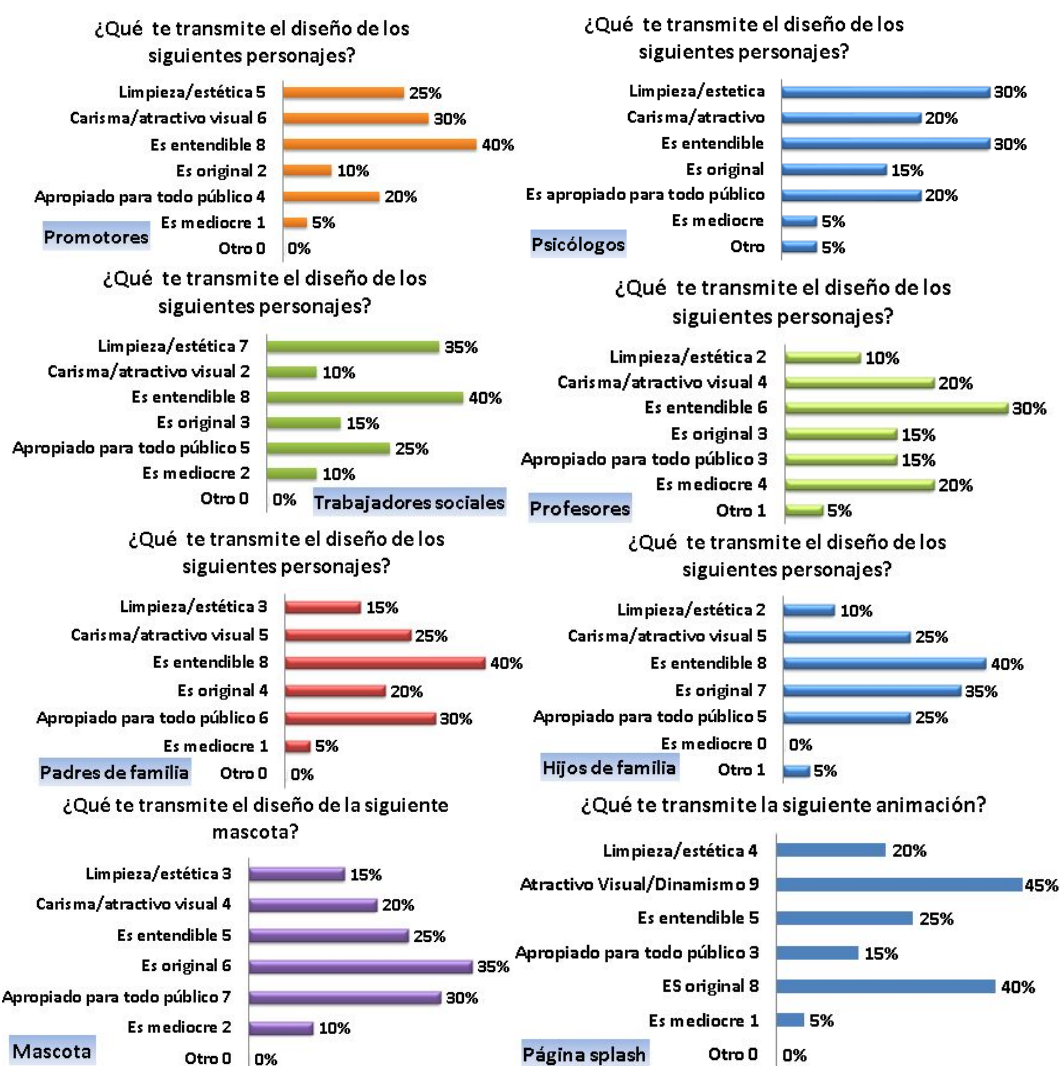 ¿Qué te transmite el diseño de los
siguientes personajes?
Limpieza/estética 5 25%
Carisma/atractivo visual 6 30%
Es entendible 8 40%
Es original 2 10%
Apropiado para todo público 4 20%
Es mediocre 1 5%
Otro 0 0%
Promotores
¿Qué te transmite el diseño de los
siguientes personajes?
Limpieza/estetica 30%
Carisma/atractivo 20%
Es entendible 30%
Es original 15%
Es apropiado para todo público 20%
Es mediocre 5%
Otro 5%
Psicólogos
¿Qué te transmite el diseño de los
siguientes personajes?
Limpieza/estética 7 35%
Carisma/atractivo visual 2 10%
Es entendible 8 40%
Es original 3 15%
Apropiado para todo público 5 25%
Es mediocre 2 10%
Otro 0 0%
Trabajadores sociales
¿Qué te transmite el diseño de los
siguientes personajes?
Limpieza/estética 2 10%
Carisma/atractivo visual 4 20%
Es entendible 6 30%
Es original 3 15%
Apropiado para todo público 3 15%
Es mediocre 4 20%
Otro 1 5%
Profesores
¿Qué te transmite el diseño de los
siguientes personajes?
Limpieza/estética 3 15%
Carisma/atractivo visual 5 25%
Es entendible 8 40%
Es original 4 20%
Apropiado para todo público 6 30%
Es mediocre 1 5%
Otro 0 0%
Padres de familia
¿Qué te transmite el diseño de los
siguientes personajes?
Limpieza/estética 2 10%
Carisma/atractivo visual 5 25%
Es entendible 8 40%
Es original 7 35%
Apropiado para todo público 5 25%
Es mediocre 0 0%
Otro 1 5%
Hijos de familia
¿Qué te transmite el diseño de la siguiente
mascota?
Limpieza/estética 3 15%
Carisma/atractivo visual 4 20%
Es entendible 5 25%
Es original 6 35%
Apropiado para todo público 7 30%
Es mediocre 2 10%
Otro 0 0%
Mascota
¿Qué te transmite la siguiente animación?
Limpieza/estética 4 20%
Atractivo Visual/Dinamismo 9 45%
Es entendible 5 25%
Apropiado para todo público 3 15%
ES original 8 40%
Es mediocre 1 5%
Otro 0 0%
Página splash